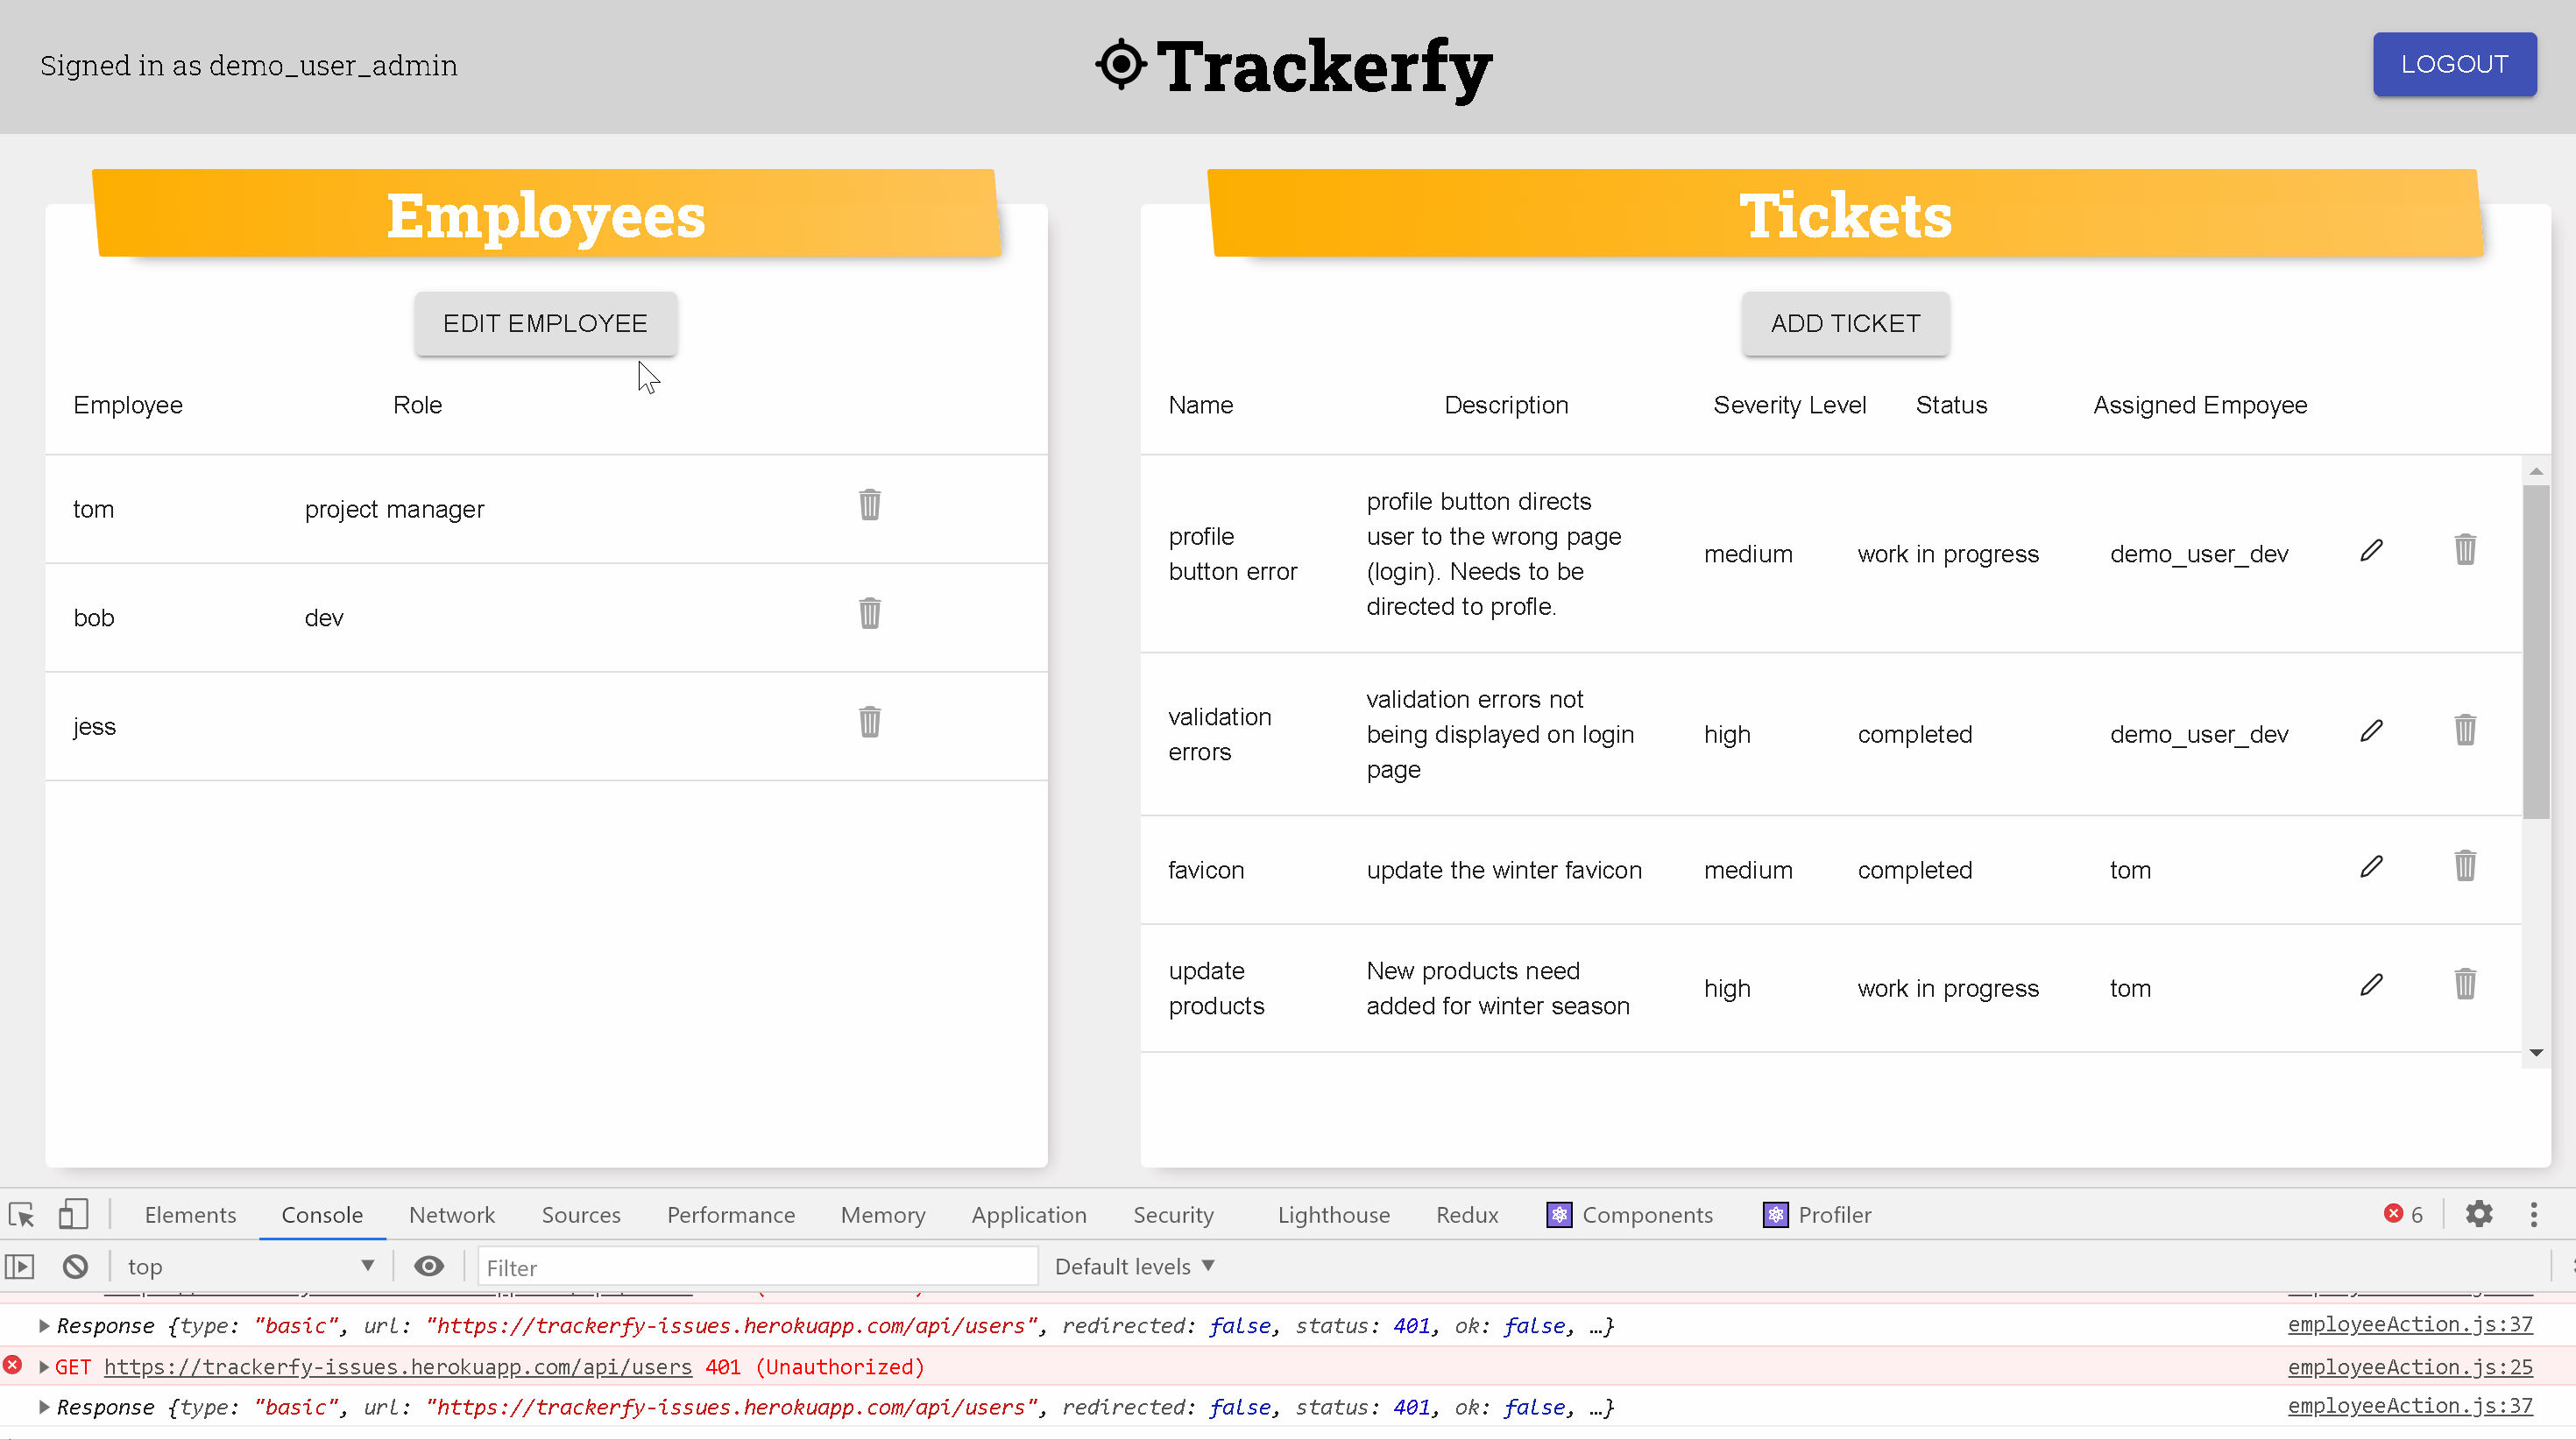 Signed in as demo_user_admin
Trackerfy
LOGOUT
Employees
EDIT EMPLOYEE
Employee Role
tom project manager
bob dev
jess
Tickets
ADD TICKET
Name Description Severity Level Status Assigned Empoyee
profile
button error
profile button directs
user to the wrong page
(login). Needs to be
directed to profle.
medium work in progress demo_user_dev
validation
errors
validation errors not
being displayed on login
page
high completed demo_user_dev
favicon update the winter favicon medium completed tom
update
products
New products need
added for winter season
high work in progress tom
Elements Console Network Sources Performance Memory Application Security Lighthouse Redux Components Profiler 6
top Filter Default levels
Response {type: "basic", url: "https://trackerfy-issues.herokuapp.com/api/users", redirected: false, status: 401, ok: false, …} employeeAction.js:37
GET https://trackerfy-issues.herokuapp.com/api/users 401 (Unauthorized) employeeAction.js:25
Response {type: "basic", url: "https://trackerfy-issues.herokuapp.com/api/users", redirected: false, status: 401, ok: false, …} employeeAction.js:37